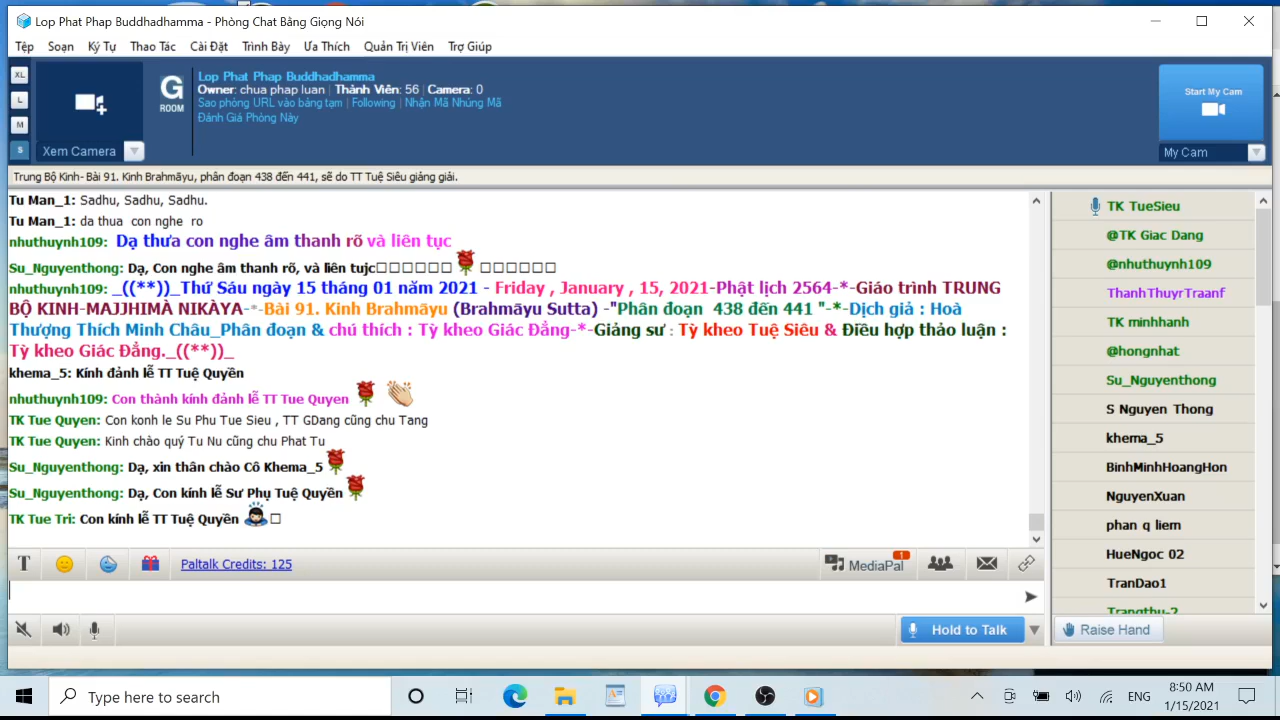 Lop Phat Phap Buddhadhamma - Phòng Chat Bằng Giọng Nói
Tệp Soạn Ký Tự Thao Tác Cài Đặt Trình Bày Ưa Thích Quản Trị Viên Trợ Giúp
XL
L
M
S
Xem Camera
G
ROOM
Lop Phat Phap Buddhadhamma
Owner: chua phap luan | Thành Viên: 56 | Camera: 0
Sao phòng URL vào bảng tạm | Following | Nhận Mã Nhúng Mã
Đánh Giá Phòng Này
Start My Cam
My Cam
Trung Bộ Kinh- Bài 91. Kinh Brahmāyu, phân đoạn 438 đến 441, sẽ do TT Tuệ Siêu giảng giải.
Tu Man_1: Sadhu, Sadhu, Sadhu.
Tu Man_1: da thua con nghe ro
nhuthuynh109: Dạ thưa con nghe âm thanh rõ và liên tục
Su_Nguyenthong: Dạ, Con nghe âm thanh rõ, và liên tujc
nhuthuynh109: _((**))_Thứ Sáu ngày 15 tháng 01 năm 2021 - Friday , January , 15, 2021-Phật lịch 2564-*-Giáo trình TRUNG
BỘ KINH-MAJJHIMÀ NIKÀYA-*-Bài 91. Kinh Brahmāyu (Brahmāyu Sutta) -"Phân đoạn 438 đến 441 "-*-Dịch giả : Hoà
Thượng Thích Minh Châu_Phân đoạn & chú thích : Tỳ kheo Giác Đẳng-*-Giảng sư : Tỳ kheo Tuệ Siêu & Điều hợp thảo luận :
Tỳ kheo Giác Đẳng._((**))_
khema_5: Kính đảnh lễ TT Tuệ Quyền
nhuthuynh109: Con thành kính đảnh lễ TT Tue Quyen
TK Tue Quyen: Con konh le Su Phu Tue Sieu , TT GDang cũng chu Tang
TK Tue Quyen: Kinh chào quý Tu Nu cũng chu Phat Tu
Su_Nguyenthong: Dạ, xin thân chào Cô Khema_5
Su_Nguyenthong: Dạ, Con kính lễ Sư Phụ Tuệ Quyền
TK Tue Tri: Con kính lễ TT Tuệ Quyền
TK TueSieu
@TK Giac Dang
@nhuthuynh109
ThanhThuyrTraanf
TK minhhanh
@hongnhat
Su_Nguyenthong
S Nguyen Thong
khema_5
BinhMinhHoangHon
NguyenXuan
phan q liem
HueNgoc 02
TranDao1
Trangthu-2
T Paltalk Credits: 125 MediaPal 1
Hold to Talk Raise Hand
Type here to search
ENG
8:50 AM
1/15/2021